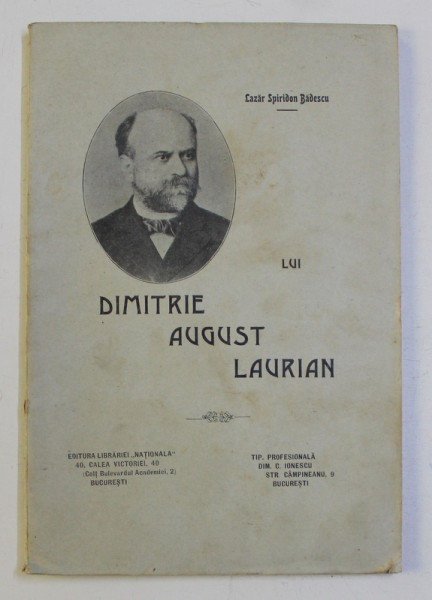 Lazăr Spiridon Bădescu
LUI
DIMITRIE
AUGUST
LAURIAN
EDITURA LIBRĂRIEI „NAȚIONALA"
40, CALEA VICTORIEI, 40
(Colț Bulevardul Academiei, 2)
BUCUREȘTI
TIP. PROFESIONALĂ
DIM. C. IONESCU
STR. CÂMPINEANU, 9
BUCUREȘTI